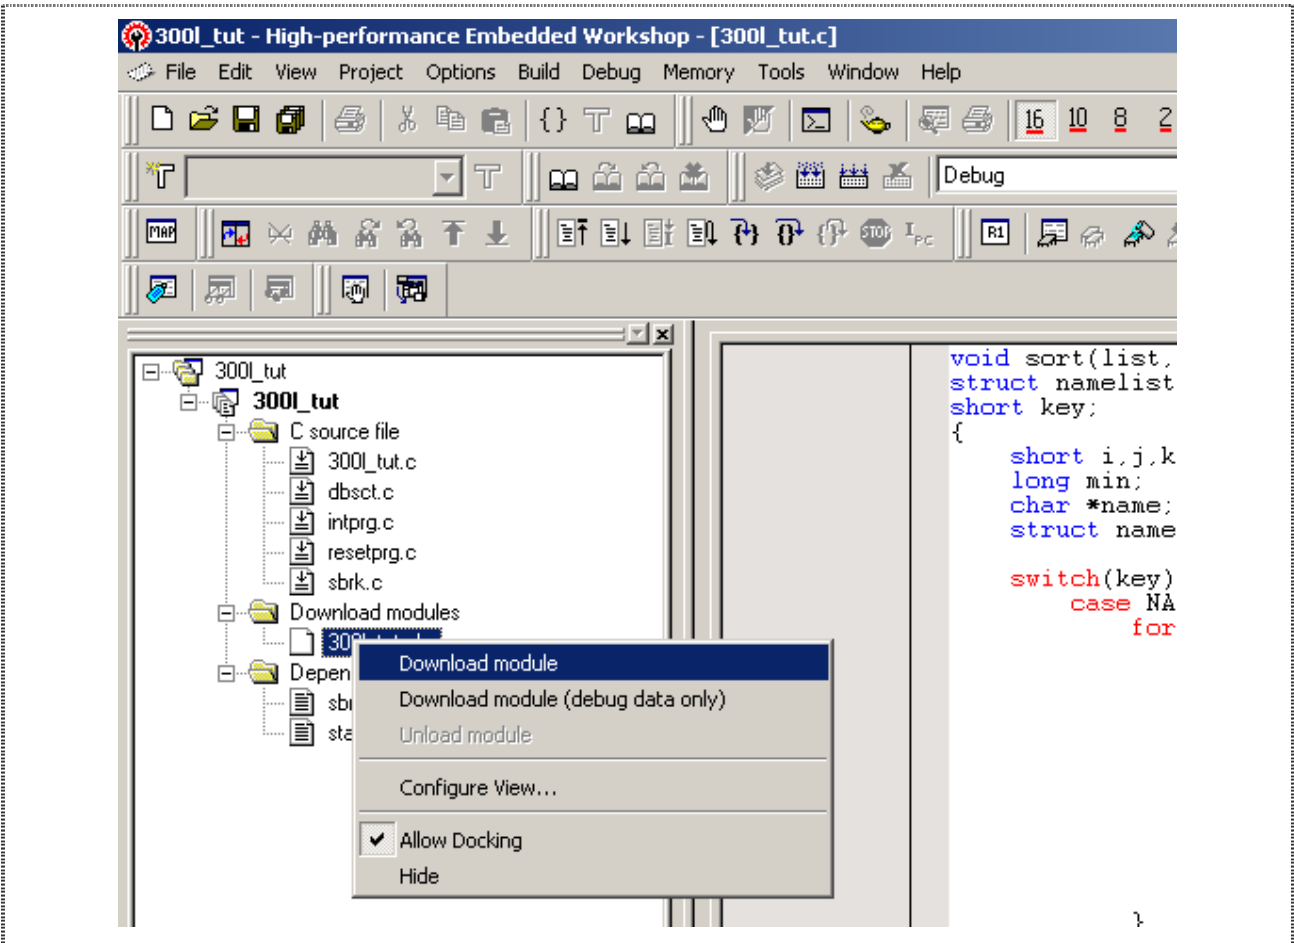 300l_tut - High-performance Embedded Workshop - [300l_tut.c]
File Edit View Project Options Build Debug Memory Tools Window Help
16 10 8 2
Debug
MAP STOP IPC R1
300l_tut
300l_tut
C source file
300l_tut.c
dbsct.c
intprg.c
resetprg.c
sbrk.c
Download modules
Download module
Download module (debug data only)
Unload module
Configure View...
Allow Docking
Hide
void sort(list,
struct namelist
short key;
{
short i,j,k
long min;
char *name;
struct name
switch(key)
case NA
for
}